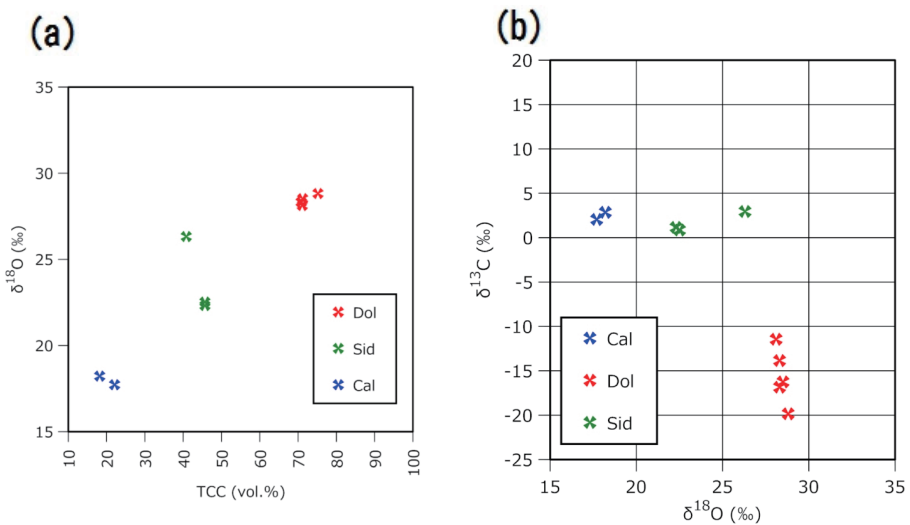 (a)
35
30
25
20
15
δ¹⁸O (‰)
10 20 30 40 50 60 70 80 90 100
TCC (vol.%)
Dol
Sid
Cal
(b)
20
15
10
5
0
-5
-10
-15
-20
-25
δ¹³C (‰)
15 20 25 30 35
δ¹⁸O (‰)
Cal
Dol
Sid